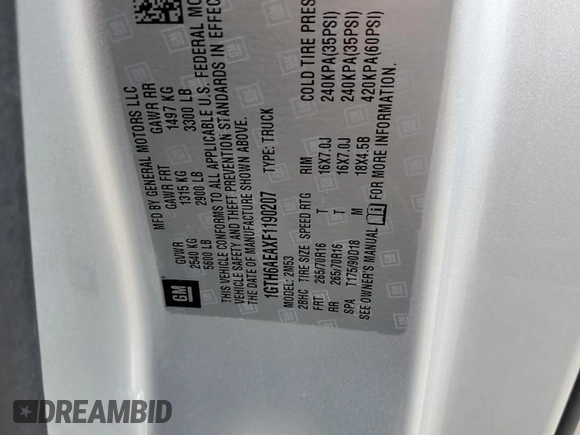 MFD BY GENERAL MOTORS LLC
GVWR GAWR FRT GAWR RR
2540 KG 1315 KG 1497 KG
5600 LB 2900 LB 3300 LB
THIS VEHICLE CONFORMS TO ALL APPLICABLE U.S. FEDERAL MO
VEHICLE SAFETY AND THEFT PREVENTION STANDARDS IN EFFEC
THE DATE OF MANUFACTURE SHOWN ABOVE.
1GTH6AEAXF1190207 TYPE: TRUCK
MODEL: 2M53
28HC TIRE SIZE SPEED RTG RIM COLD TIRE PRES
FRT 265/70R16 T 16X7.0J 240KPA(35PSI)
RR 265/70R16 T 16X7.0J 240KPA(35PSI)
SPA T175/90D18 M 18X4.5B 420KPA(60PSI)
SEE OWNER'S MANUAL FOR MORE INFORMATION.
GM
DREAMBID